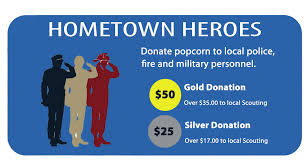 HOMETOWN HEROES
Donate popcorn to local police,
fire and military personnel.
$50
Gold Donation
Over $35.00 to local Scouting
$25
Silver Donation
Over $17.00 to local Scouting